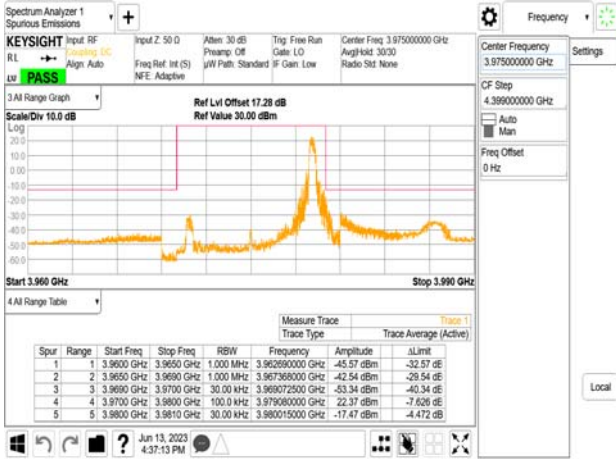 Spectrum Analyzer 1
Spurious Emissions
Frequency
KEYSIGHT Input: RF Input Z: 50 Ω Atten: 30 dB Trig: Free Run Center Freq: 3.975000000 GHz
RL Coupling: DC Preamp: Off Gate: LO Avg|Hold: 30/30
Align: Auto Freq Ref: Int (S) µW Path: Standard IF Gain: Low Radio Std: None
NFE: Adaptive
LV PASS
3 All Range Graph
Ref Lvl Offset 17.28 dB
Scale/Div 10.0 dB Ref Value 30.00 dBm
Log
20.0
10.0
0.00
-10.0
-20.0
-30.0
-40.0
-50.0
-60.0
Start 3.960 GHz Stop 3.990 GHz
4 All Range Table
Measure Trace Trace 1
Trace Type Trace Average (Active)
Spur Range Start Freq Stop Freq RBW Frequency Amplitude ΔLimit
1 1 3.9600 GHz 3.9650 GHz 1.000 MHz 3.962690000 GHz -45.57 dBm -32.57 dB
2 2 3.9650 GHz 3.9690 GHz 1.000 MHz 3.967368000 GHz -42.54 dBm -29.54 dB
3 3 3.9690 GHz 3.9700 GHz 30.00 kHz 3.969072500 GHz -53.34 dBm -40.34 dB
4 4 3.9700 GHz 3.9800 GHz 100.0 kHz 3.979080000 GHz 22.37 dBm -7.626 dB
5 5 3.9800 GHz 3.9810 GHz 30.00 kHz 3.980015000 GHz -17.47 dBm -4.472 dB
Jun 13, 2023
4:37:13 PM
Center Frequency
3.975000000 GHz
Settings
CF Step
4.399000000 GHz
Auto
Man
Freq Offset
0 Hz
Local